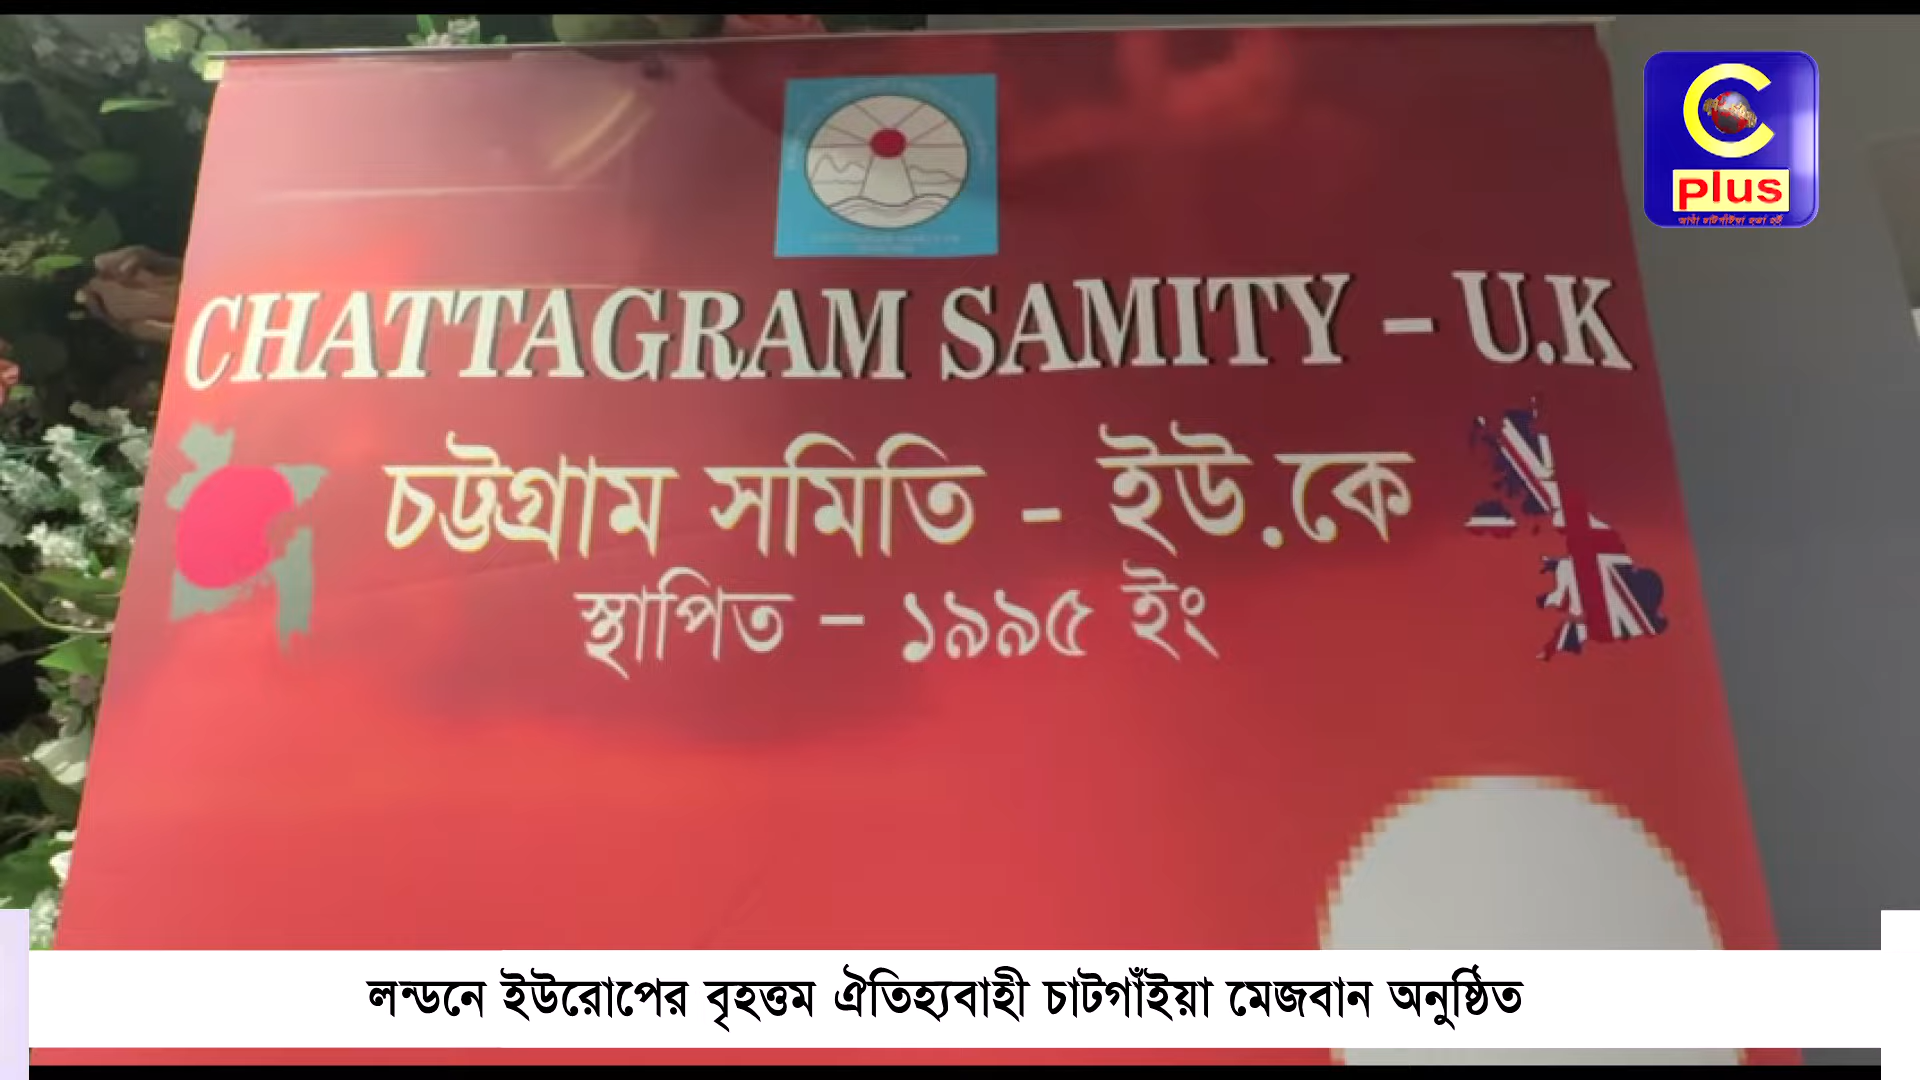 C
plus
CHATTAGRAM SAMITY – U.K
চট্টগ্রাম সমিতি - ইউ.কে
স্থাপিত – ১৯৯৫ ইং
লন্ডনে ইউরোপের বৃহত্তম ঐতিহ্যবাহী চাটগাঁইয়া মেজবান অনুষ্ঠিত